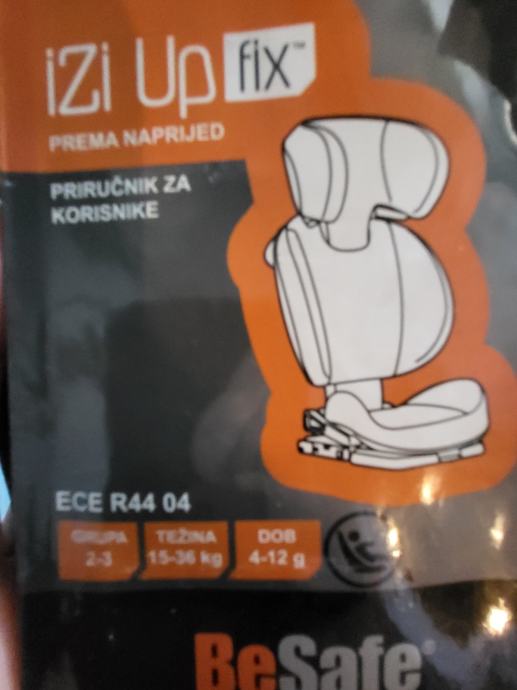 iZi Up fix™
PREMA NAPRIJED
PRIRUČNIK ZA
KORISNIKE
ECE R44 04
GRUPA
2-3
TEŽINA
15-36 kg
DOB
4-12 g
BeSafe®